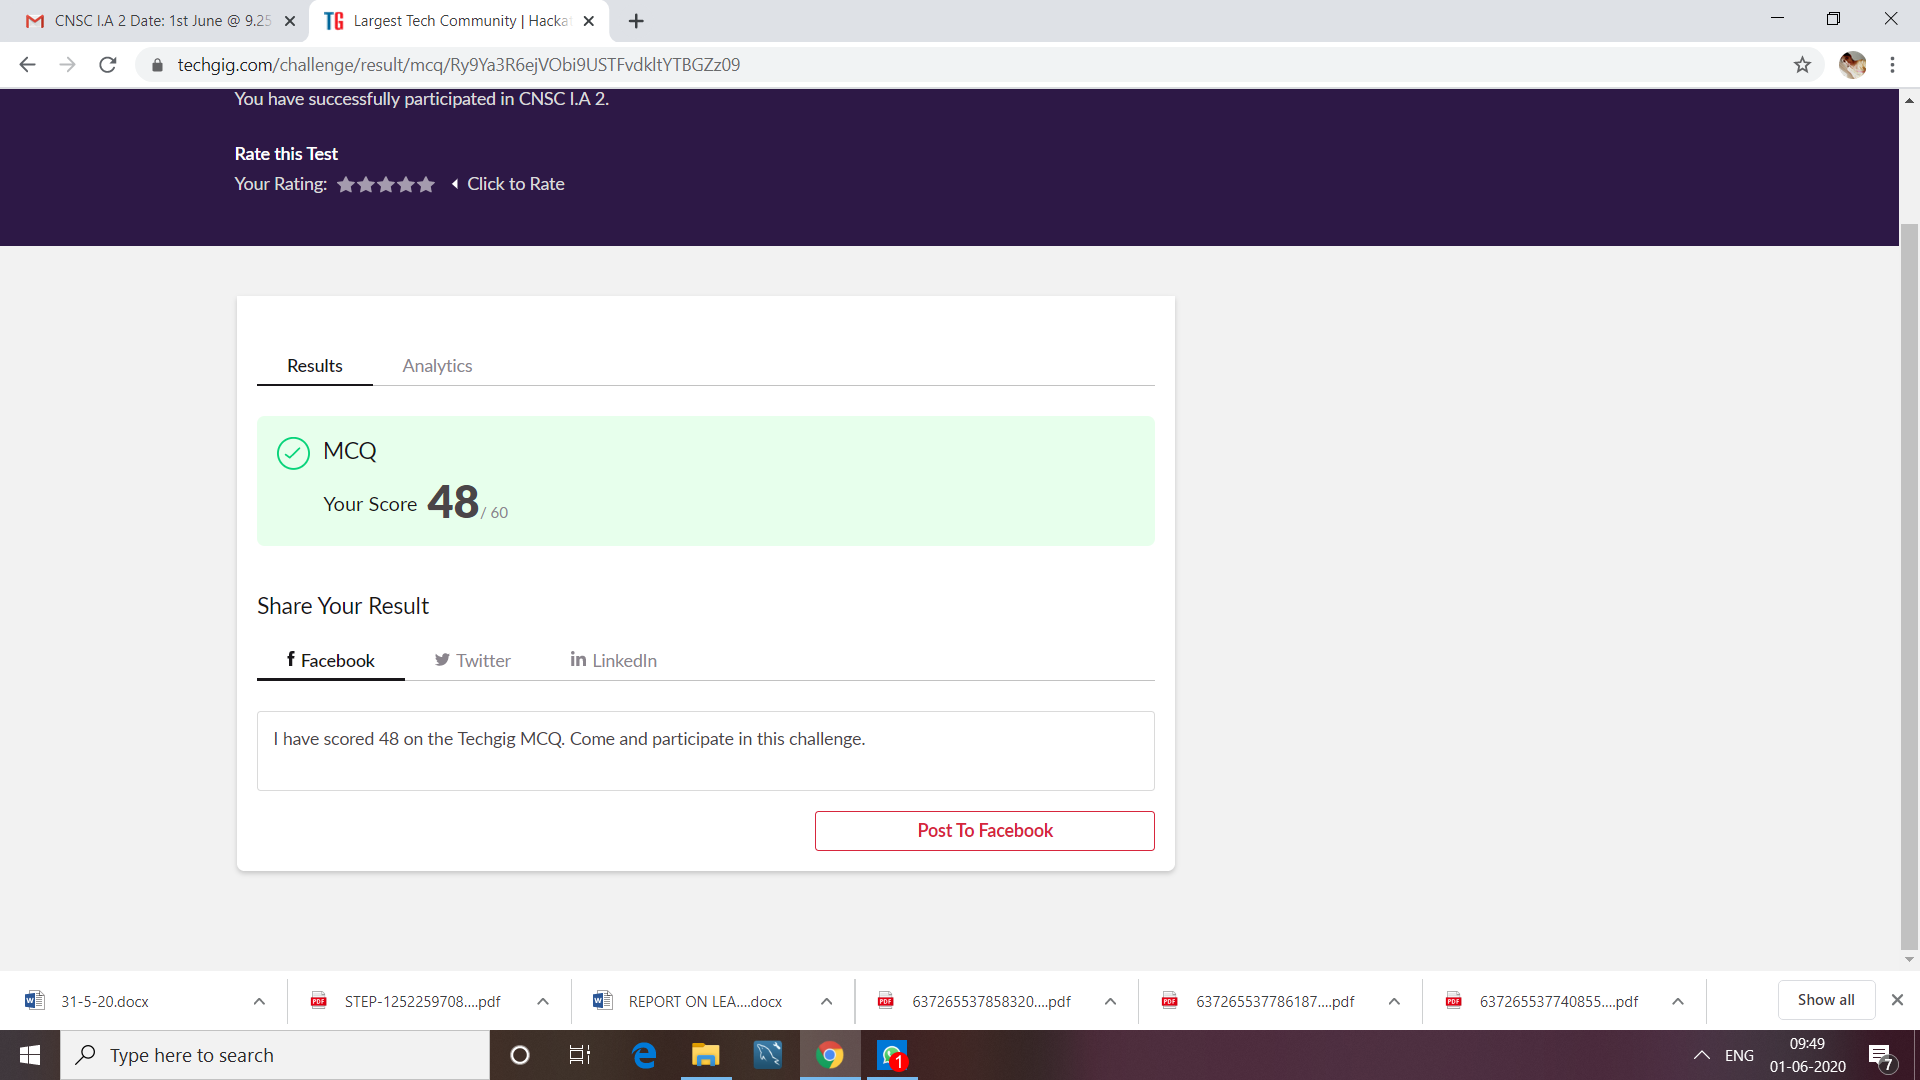 CNSC I.A 2 Date: 1st June @ 9.25
TG Largest Tech Community | Hacka
techgig.com/challenge/result/mcq/Ry9Ya3R6ejVObi9USTFvdkltYTBGZz09
You have successfully participated in CNSC I.A 2.
Rate this Test
Your Rating: Click to Rate
Results Analytics
MCQ
Your Score 48 / 60
Share Your Result
f Facebook Twitter in LinkedIn
I have scored 48 on the Techgig MCQ. Come and participate in this challenge.
Post To Facebook
31-5-20.docx STEP-1252259708....pdf REPORT ON LEA....docx 637265537858320....pdf 637265537786187....pdf 637265537740855....pdf Show all
Type here to search 1 ENG 09:49
01-06-2020 7